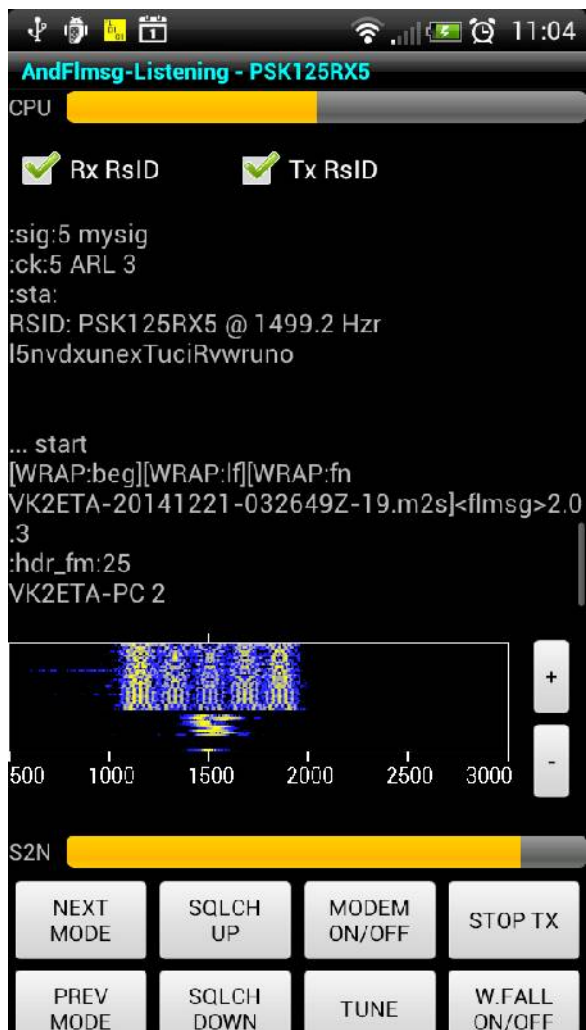 11:04
AndFlmsg-Listening - PSK125RX5
CPU
Rx RsID
Tx RsID
:sig:5 mysig
:ck:5 ARL 3
:sta:
RSID: PSK125RX5 @ 1499.2 Hzr
l5nvdxunexTuciRvwruno
... start
[WRAP:beg][WRAP:lf][WRAP:fn
VK2ETA-20141221-032649Z-19.m2s]<flmsg>2.0
.3
:hdr_fm:25
VK2ETA-PC 2
+
-
500 1000 1500 2000 2500 3000
S2N
NEXT MODE
SQLCH UP
MODEM ON/OFF
STOP TX
PREV MODE
SQLCH DOWN
TUNE
W.FALL ON/OFF